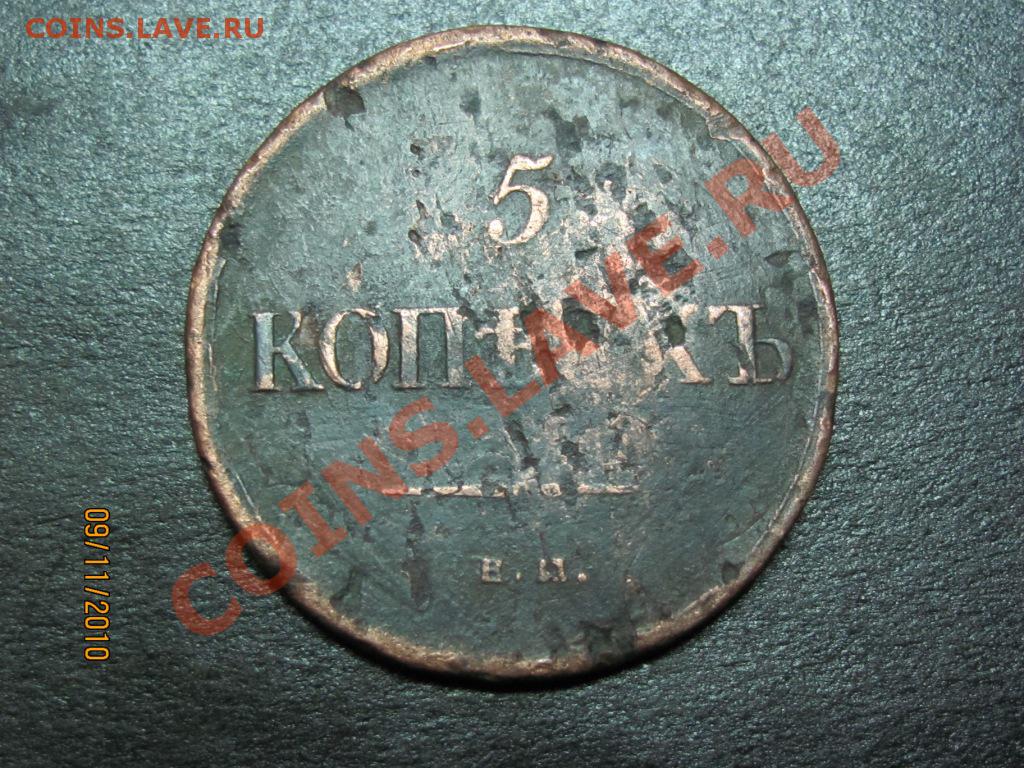 COINS.LAVE.RU
5
КОПѢЕКЪ
Е. М.
COINS.LAVE.RU
09/11/2010